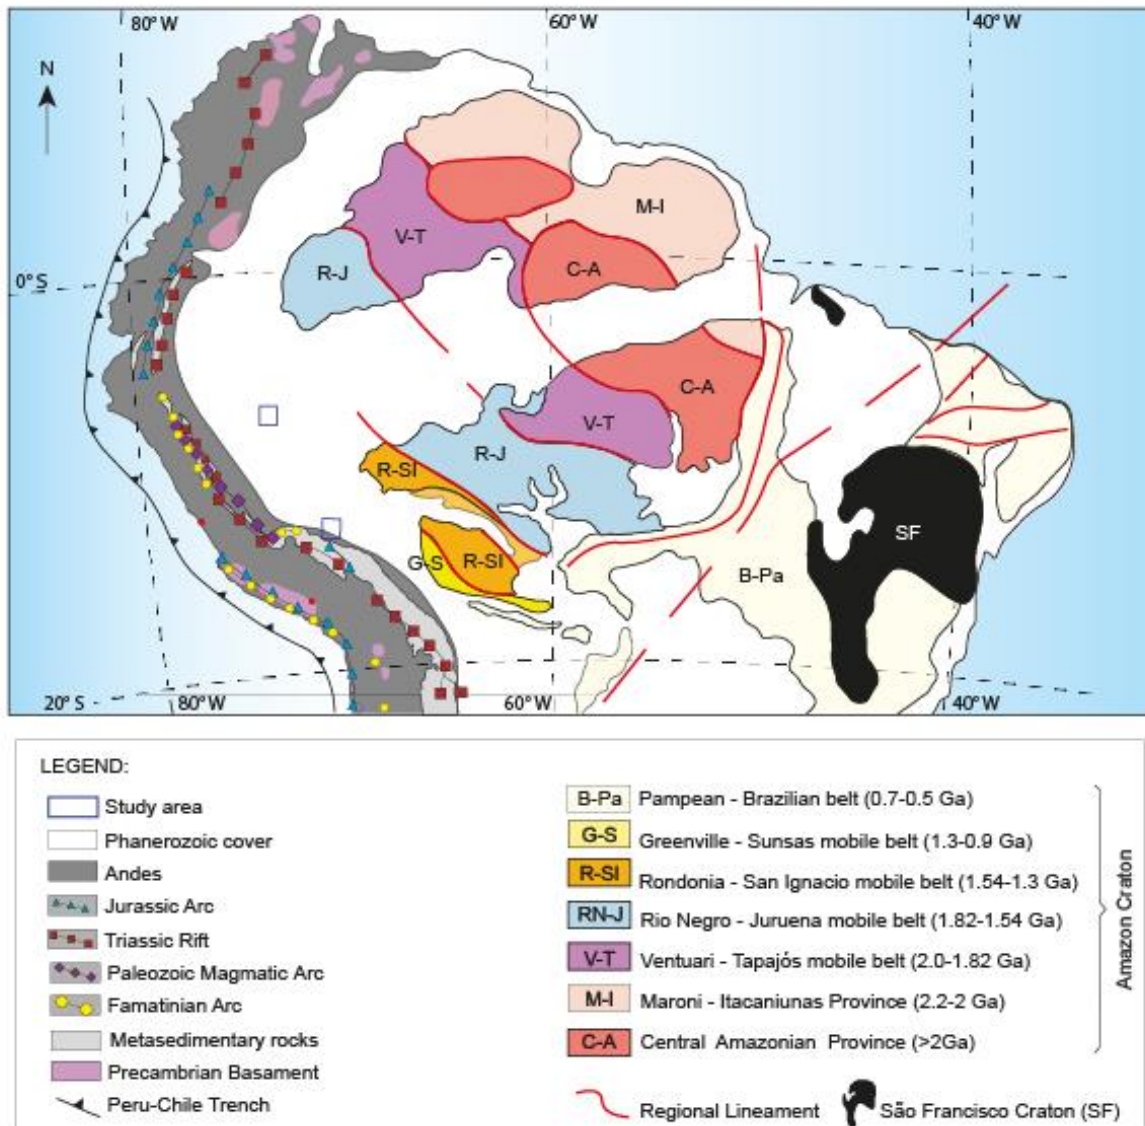 80° W
60° W
40° W
N
M-I
V-T
R-J
C-A
0° S
C-A
V-T
R-J
R-SI
SF
G-S
R-SI
B-Pa
20° S
80° W
60° W
40° W
LEGEND:
Study area
Phanerozoic cover
Andes
Jurassic Arc
Triassic Rift
Paleozoic Magmatic Arc
Famatinian Arc
Metasedimentary rocks
Precambrian Basament
Peru-Chile Trench
B-Pa Pampean - Brazilian belt (0.7-0.5 Ga)
G-S Greenville - Sunsas mobile belt (1.3-0.9 Ga)
R-SI Rondonia - San Ignacio mobile belt (1.54-1.3 Ga)
RN-J Rio Negro - Juruena mobile belt (1.82-1.54 Ga)
V-T Ventuari - Tapajós mobile belt (2.0-1.82 Ga)
M-I Maroni - Itacaniunas Province (2.2-2 Ga)
C-A Central Amazonian Province (>2Ga)
Amazon Craton
Regional Lineament
São Francisco Craton (SF)